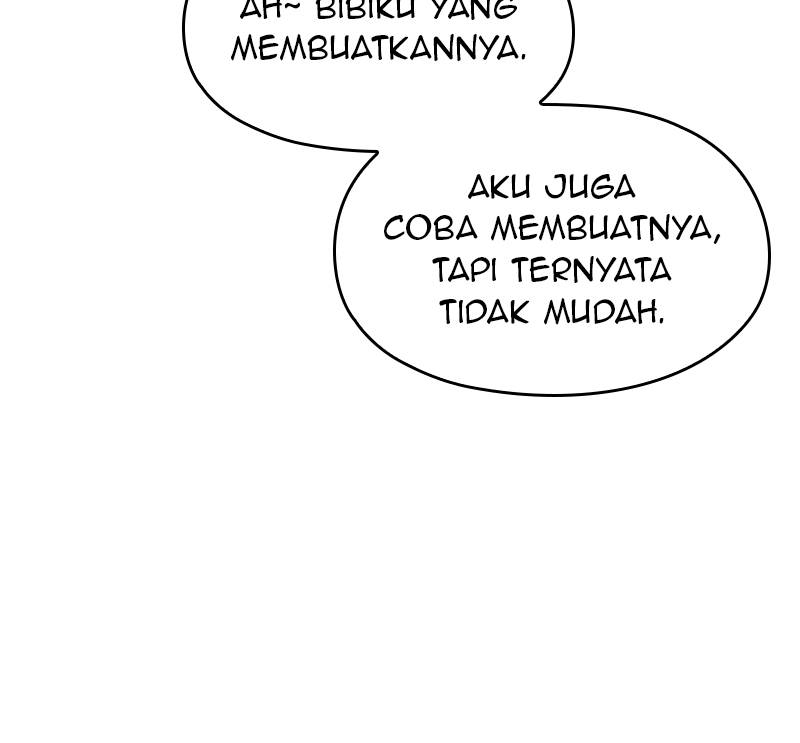 AH~ BIBIKU YANG
MEMBUATKANNYA.
AKU JUGA
COBA MEMBUATNYA,
TAPI TERNYATA
TIDAK MUDAH.